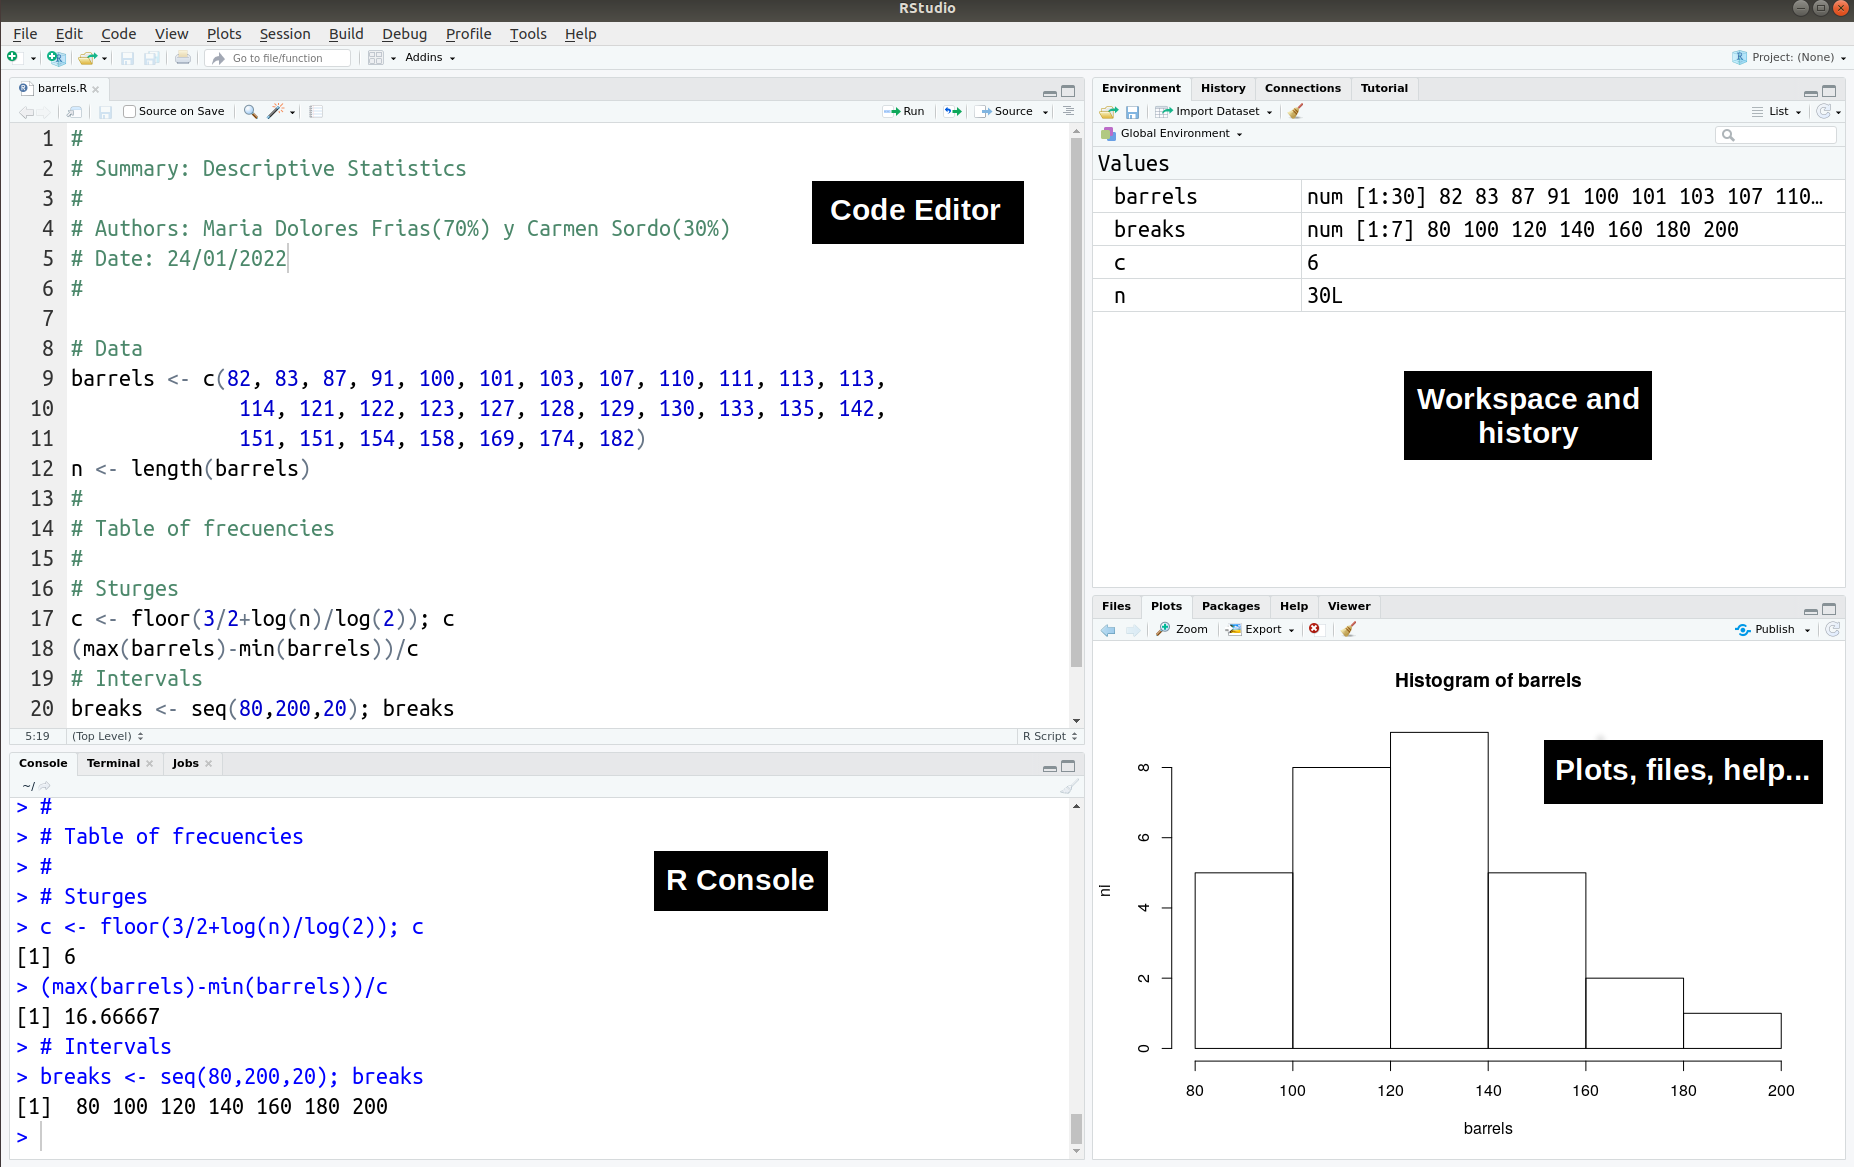 RStudio
File Edit Code View Plots Session Build Debug Profile Tools Help
Go to file/function Addins Project: (None)
barrels.R
Source on Save Run Source
1 #
2 # Summary: Descriptive Statistics
3 #
4 # Authors: Maria Dolores Frias(70%) y Carmen Sordo(30%)
5 # Date: 24/01/2022
6 #
7
8 # Data
9 barrels <- c(82, 83, 87, 91, 100, 101, 103, 107, 110, 111, 113, 113,
10 114, 121, 122, 123, 127, 128, 129, 130, 133, 135, 142,
11 151, 151, 154, 158, 169, 174, 182)
12 n <- length(barrels)
13 #
14 # Table of frecuencies
15 #
16 # Sturges
17 c <- floor(3/2+log(n)/log(2)); c
18 (max(barrels)-min(barrels))/c
19 # Intervals
20 breaks <- seq(80,200,20); breaks
Code Editor
5:19 (Top Level) R Script
Console Terminal Jobs
~/
> #
> # Table of frecuencies
> #
> # Sturges
> c <- floor(3/2+log(n)/log(2)); c
[1] 6
> (max(barrels)-min(barrels))/c
[1] 16.66667
> # Intervals
> breaks <- seq(80,200,20); breaks
[1] 80 100 120 140 160 180 200
>
R Console
Environment History Connections Tutorial
Import Dataset List
Global Environment
Values
barrels num [1:30] 82 83 87 91 100 101 103 107 110…
breaks num [1:7] 80 100 120 140 160 180 200
c 6
n 30L
Workspace and
history
Files Plots Packages Help Viewer
Zoom Export Publish
Histogram of barrels
Plots, files, help...
ni
8
6
4
2
0
80 100 120 140 160 180 200
barrels